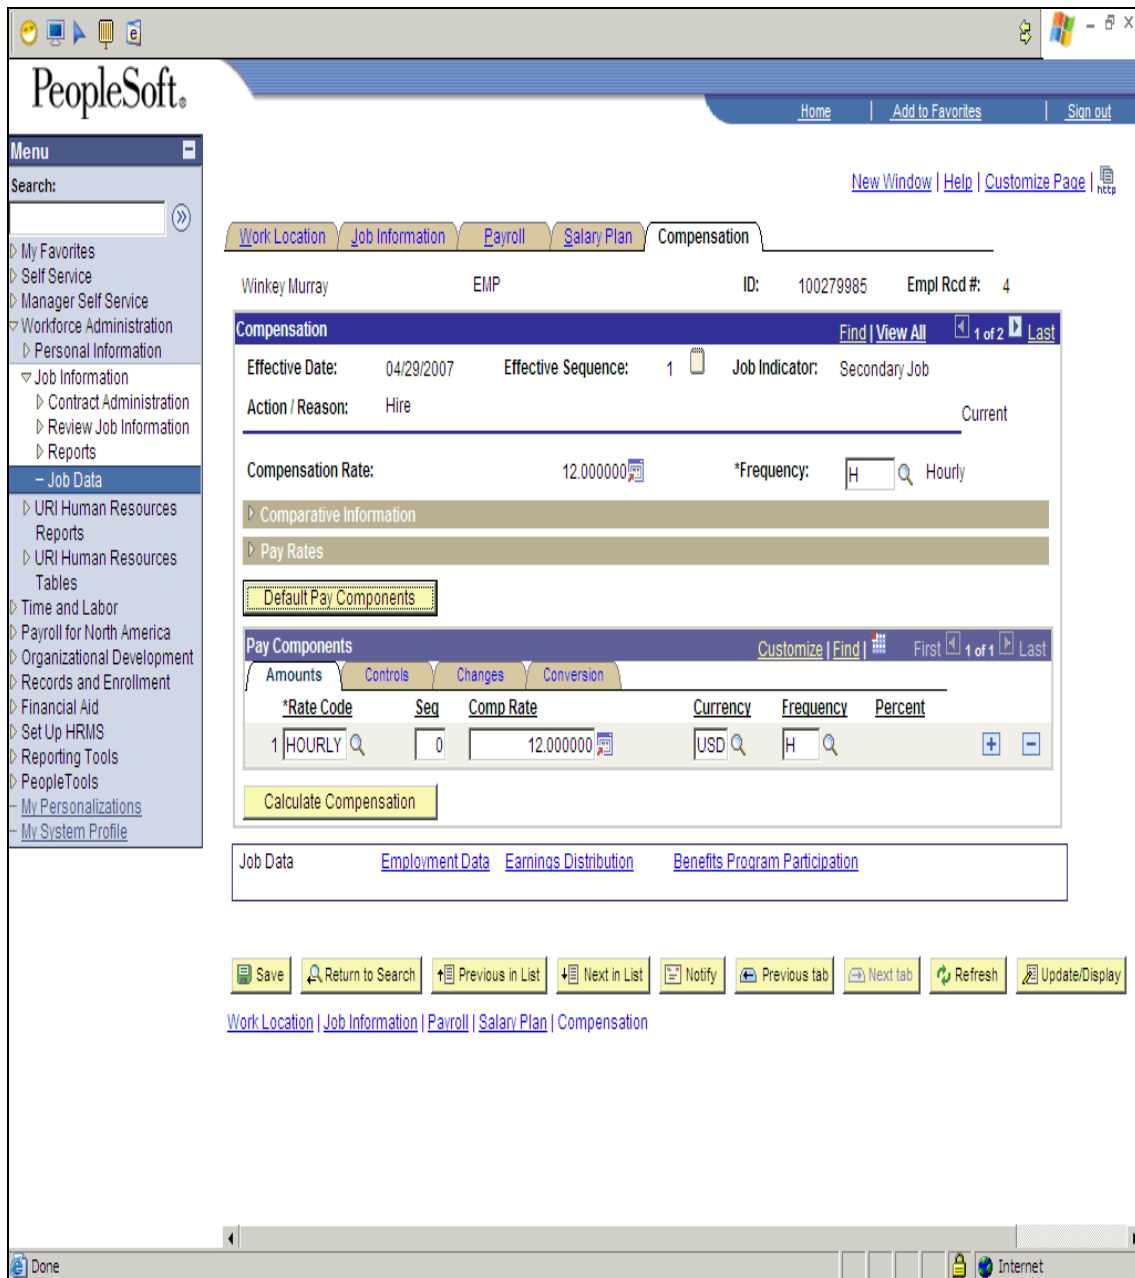 PeopleSoft®
Home | Add to Favorites | Sign out
Menu
Search:
New Window | Help | Customize Page | http
My Favorites
Self Service
Manager Self Service
Workforce Administration
Personal Information
Job Information
Contract Administration
Review Job Information
Reports
– Job Data
URI Human Resources
Reports
URI Human Resources
Tables
Time and Labor
Payroll for North America
Organizational Development
Records and Enrollment
Financial Aid
Set Up HRMS
Reporting Tools
PeopleTools
– My Personalizations
– My System Profile
Work Location Job Information Payroll Salary Plan Compensation
Winkey Murray EMP ID: 100279985 Empl Rcd #: 4
Compensation Find | View All 1 of 2 Last
Effective Date: 04/29/2007 Effective Sequence: 1 Job Indicator: Secondary Job
Action / Reason: Hire
Current
Compensation Rate: 12.000000 *Frequency: H Hourly
Comparative Information
Pay Rates
Default Pay Components
Pay Components Customize | Find | First 1 of 1 Last
Amounts Controls Changes Conversion
*Rate Code Seq Comp Rate Currency Frequency Percent
1 HOURLY 0 12.000000 USD H
Calculate Compensation
Job Data Employment Data Earnings Distribution Benefits Program Participation
Save Return to Search Previous in List Next in List Notify Previous tab Next tab Refresh Update/Display
Work Location | Job Information | Payroll | Salary Plan | Compensation
Done Internet